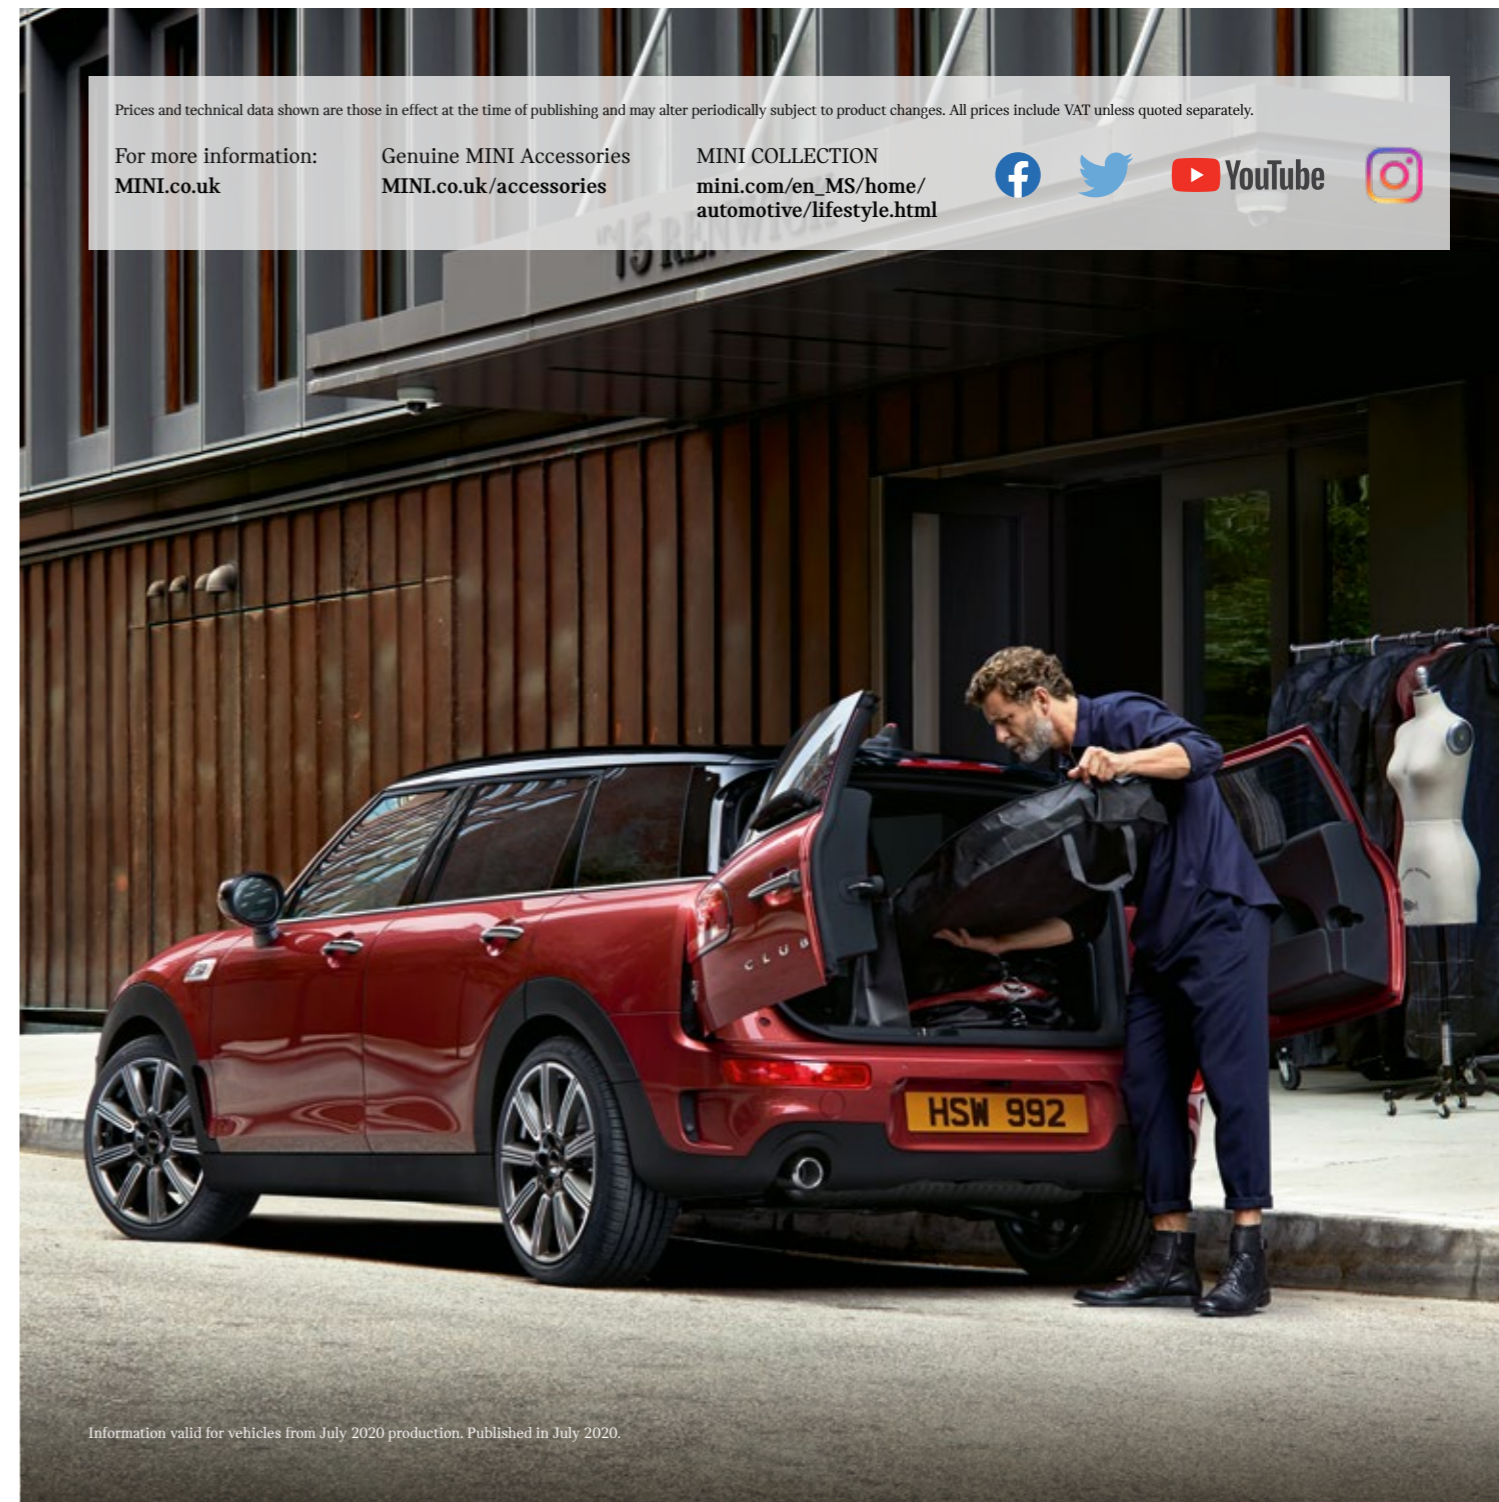 Prices and technical data shown are those in effect at the time of publishing and may alter periodically subject to product changes. All prices include VAT unless quoted separately.
For more information:
MINI.co.uk
Genuine MINI Accessories
MINI.co.uk/accessories
MINI COLLECTION
mini.com/en_MS/home/
automotive/lifestyle.html
YouTube
15 RENWICK
CLUB
HSW 992
Information valid for vehicles from July 2020 production. Published in July 2020.